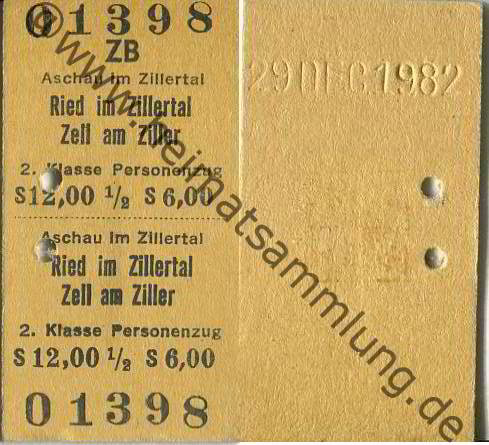 01398
ZB
Aschau im Zillertal
Ried im Zillertal
Zell am Ziller
2. Klasse Personenzug
S 12,00 ½ S 6,00
Aschau im Zillertal
Ried im Zillertal
Zell am Ziller
2. Klasse Personenzug
S 12,00 ½ S 6,00
01398
29 DEC 1982
©www.heimatsammlung.de